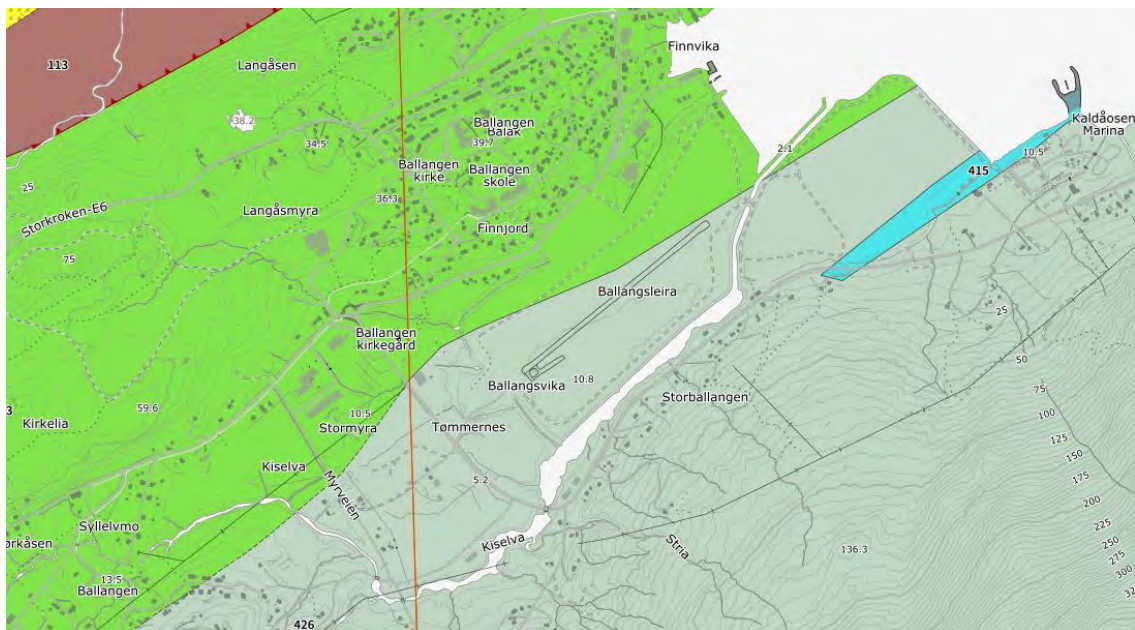 Finnvika
113
Langåsen
Kaldåosen
Marina
38.2
Ballangen
Balak
39.7
34.5
2.1
10.5
Ballangen
kirke
Ballangen
skole
415
25
36.3
Storkroken-E6
Langåsmyra
Finnjord
75
Ballangsleira
25
Ballangen
kirkegård
50
Ballangsvika
10.8
75
Storballangen
59.6
3
Kirkelia
10.5
Stormyra
Tømmernes
100
125
150
Kiselva
Myrveien
5.2
175
200
Syllelvmo
orkåsen
Kiselva
Stria
136.3
225
250
275
300
32
13.5
Ballangen
426